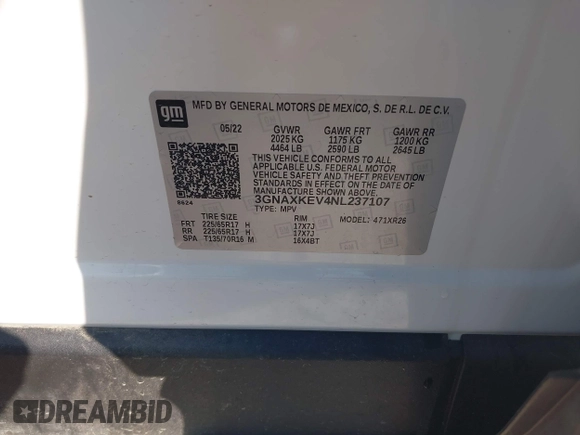 gm MFD BY GENERAL MOTORS DE MEXICO, S. DE R.L. DE C.V.
05/22 GVWR GAWR FRT GAWR RR
2025 KG 1175 KG 1200 KG
4464 LB 2590 LB 2645 LB
THIS VEHICLE CONFORMS TO ALL
APPLICABLE U.S. FEDERAL MOTOR
VEHICLE SAFETY STANDARDS IN
EFFECT ON THE DATE OF
MANUFACTURE SHOWN ABOVE.
3GNAXKEV4NL237107
8624 TYPE: MPV MODEL: 471XR26
TIRE SIZE RIM
FRT 225/65R17 H 17X7J
RR 225/65R17 H 17X7J
SPA T135/70R16 M 16X4BT
DREAMBID